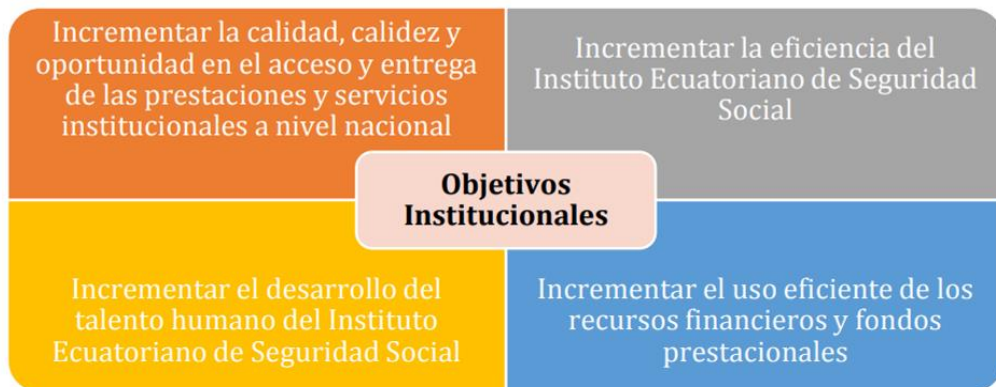 Incrementar la calidad, calidez y
oportunidad en el acceso y entrega
de las prestaciones y servicios
institucionales a nivel nacional
Incrementar la eficiencia del
Instituto Ecuatoriano de Seguridad
Social
Objetivos
Institucionales
Incrementar el desarrollo del
talento humano del Instituto
Ecuatoriano de Seguridad Social
Incrementar el uso eficiente de los
recursos financieros y fondos
prestacionales